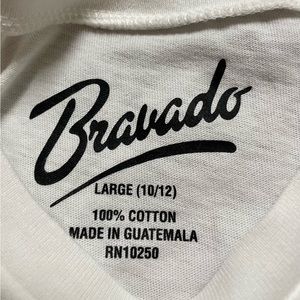 Bravado
LARGE (10/12)
100% COTTON
MADE IN GUATEMALA
RN10250